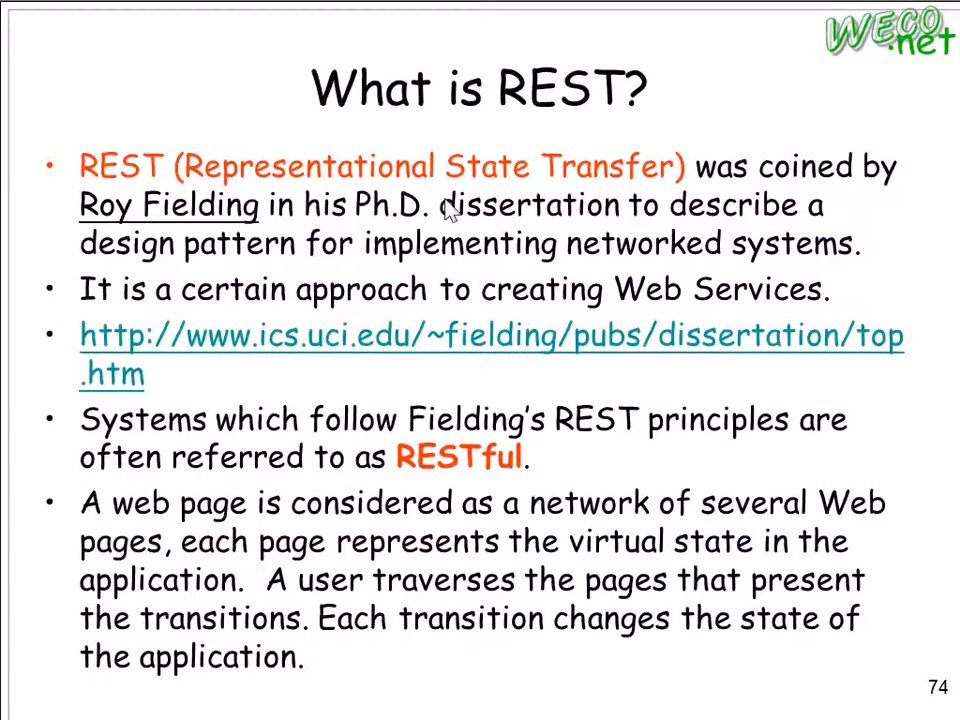 WECO
.net
What is REST?
• REST (Representational State Transfer) was coined by
Roy Fielding in his Ph.D. dissertation to describe a
design pattern for implementing networked systems.
• It is a certain approach to creating Web Services.
• http://www.ics.uci.edu/~fielding/pubs/dissertation/top
.htm
• Systems which follow Fielding's REST principles are
often referred to as RESTful.
• A web page is considered as a network of several Web
pages, each page represents the virtual state in the
application.  A user traverses the pages that present
the transitions. Each transition changes the state of
the application.
74